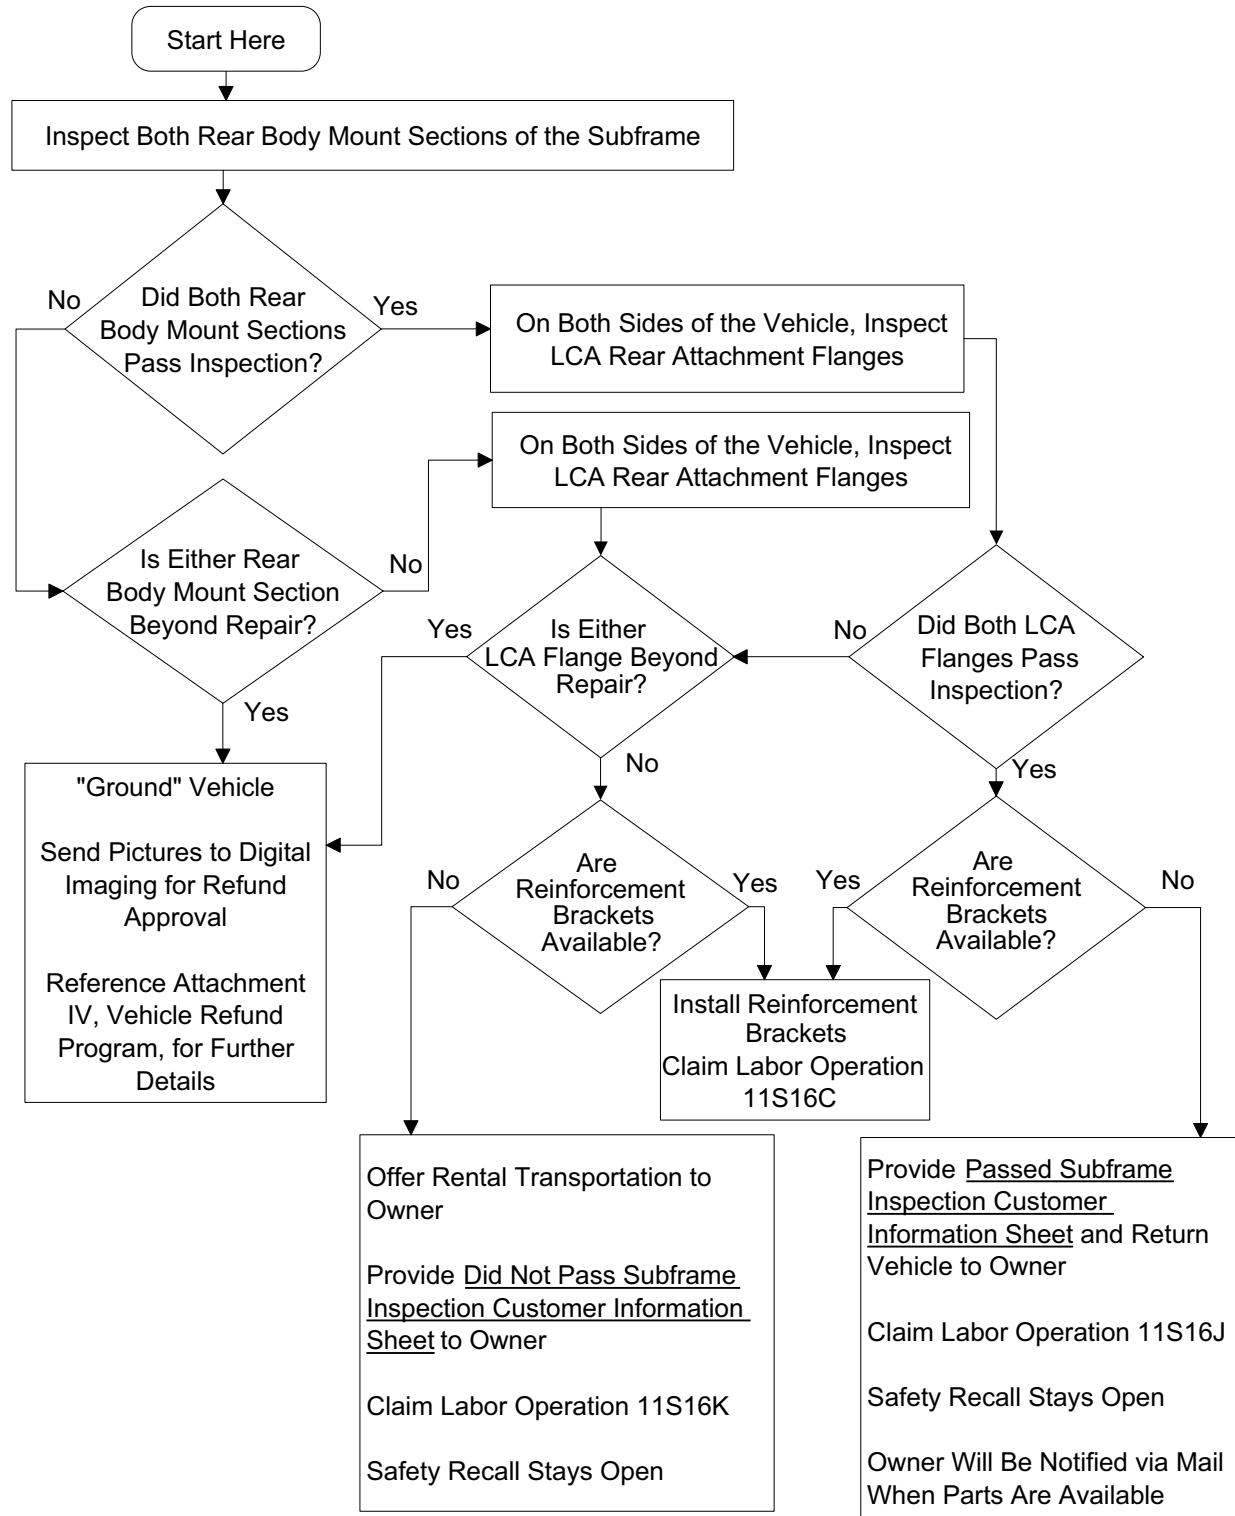 Start Here
Inspect Both Rear Body Mount Sections of the Subframe
No
Did Both Rear
Body Mount Sections
Pass Inspection?
Yes
On Both Sides of the Vehicle, Inspect
LCA Rear Attachment Flanges
On Both Sides of the Vehicle, Inspect
LCA Rear Attachment Flanges
Is Either Rear
Body Mount Section
Beyond Repair?
No
Yes
Yes
Is Either
LCA Flange Beyond
Repair?
No
No
Did Both LCA
Flanges Pass
Inspection?
Yes
"Ground" Vehicle
Send Pictures to Digital
Imaging for Refund
Approval
Reference Attachment
IV, Vehicle Refund
Program, for Further
Details
No
Are
Reinforcement
Brackets
Available?
Yes
Yes
Are
Reinforcement
Brackets
Available?
No
Install Reinforcement
Brackets
Claim Labor Operation
11S16C
Offer Rental Transportation to
Owner
Provide Did Not Pass Subframe
Inspection Customer Information
Sheet to Owner
Claim Labor Operation 11S16K
Safety Recall Stays Open
Provide Passed Subframe
Inspection Customer
Information Sheet and Return
Vehicle to Owner
Claim Labor Operation 11S16J
Safety Recall Stays Open
Owner Will Be Notified via Mail
When Parts Are Available